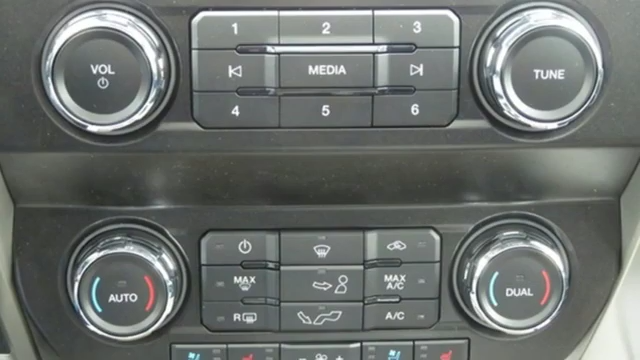 1 2 3
VOL MEDIA TUNE
4 5 6
MAX MAX
A/C
AUTO DUAL
R A/C
- +